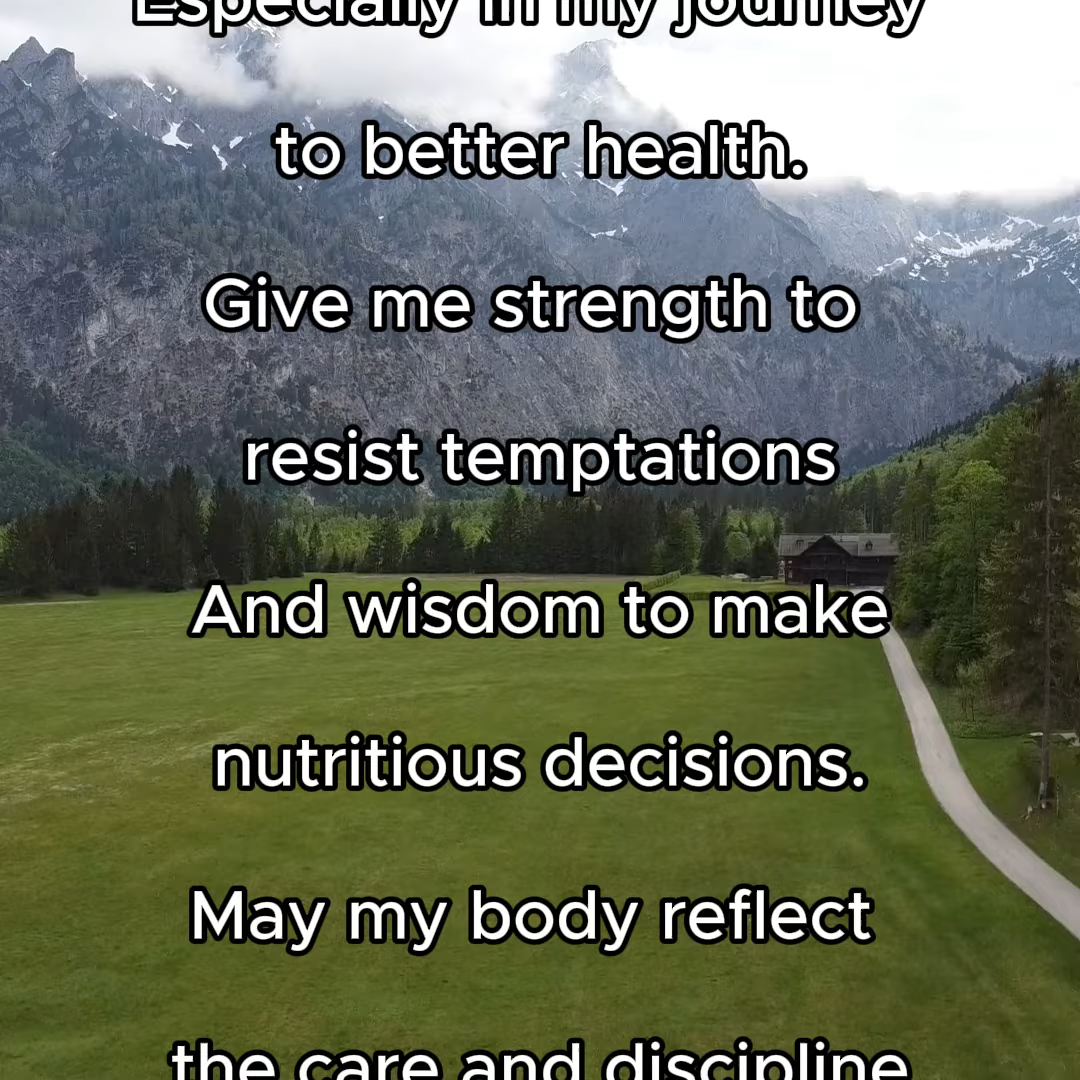 Especially in my journey
to better health.
Give me strength to
resist temptations
And wisdom to make
nutritious decisions.
May my body reflect
the care and discipline